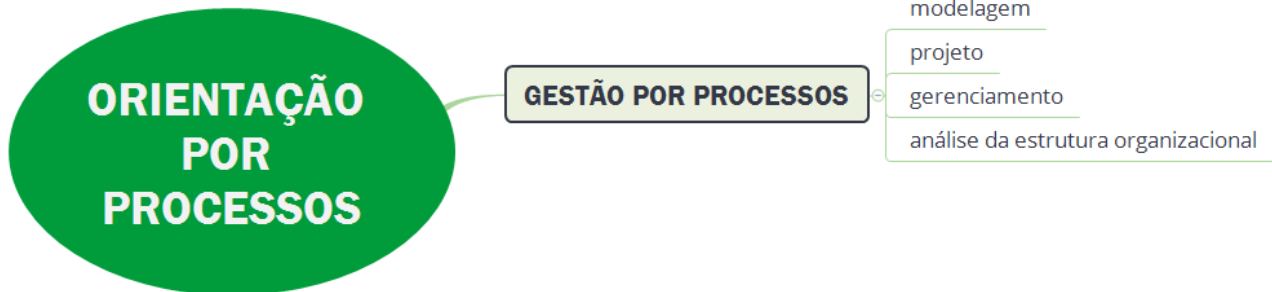 ORIENTAÇÃO
POR
PROCESSOS
GESTÃO POR PROCESSOS
modelagem
projeto
gerenciamento
análise da estrutura organizacional